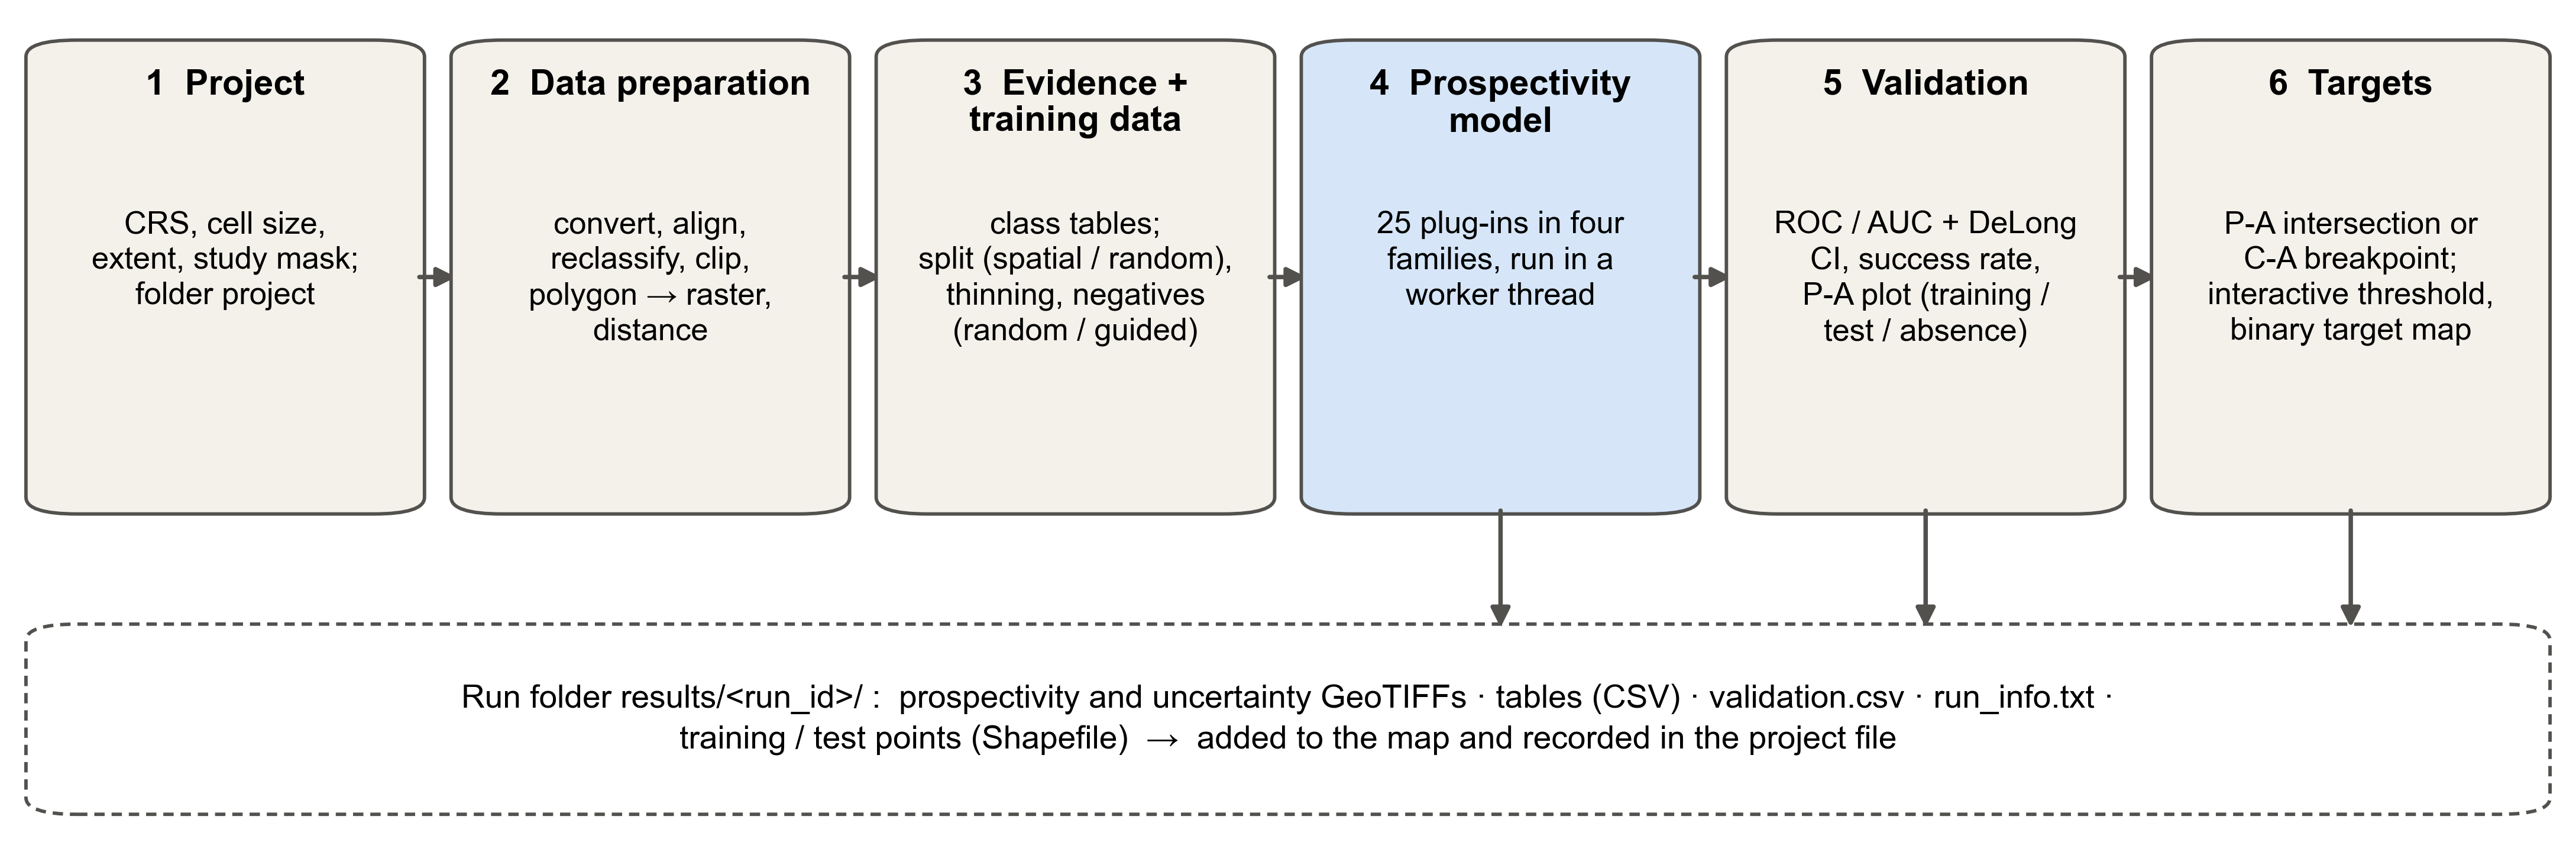 1 Project
CRS, cell size,
extent, study mask;
folder project
2 Data preparation
convert, align,
reclassify, clip,
polygon → raster,
distance
3 Evidence +
training data
class tables;
split (spatial / random),
thinning, negatives
(random / guided)
4 Prospectivity
model
25 plug-ins in four
families, run in a
worker thread
5 Validation
ROC / AUC + DeLong
CI, success rate,
P-A plot (training /
test / absence)
6 Targets
P-A intersection or
C-A breakpoint;
interactive threshold,
binary target map
Run folder results/<run_id>/ : prospectivity and uncertainty GeoTIFFs · tables (CSV) · validation.csv · run_info.txt ·
training / test points (Shapefile) → added to the map and recorded in the project file